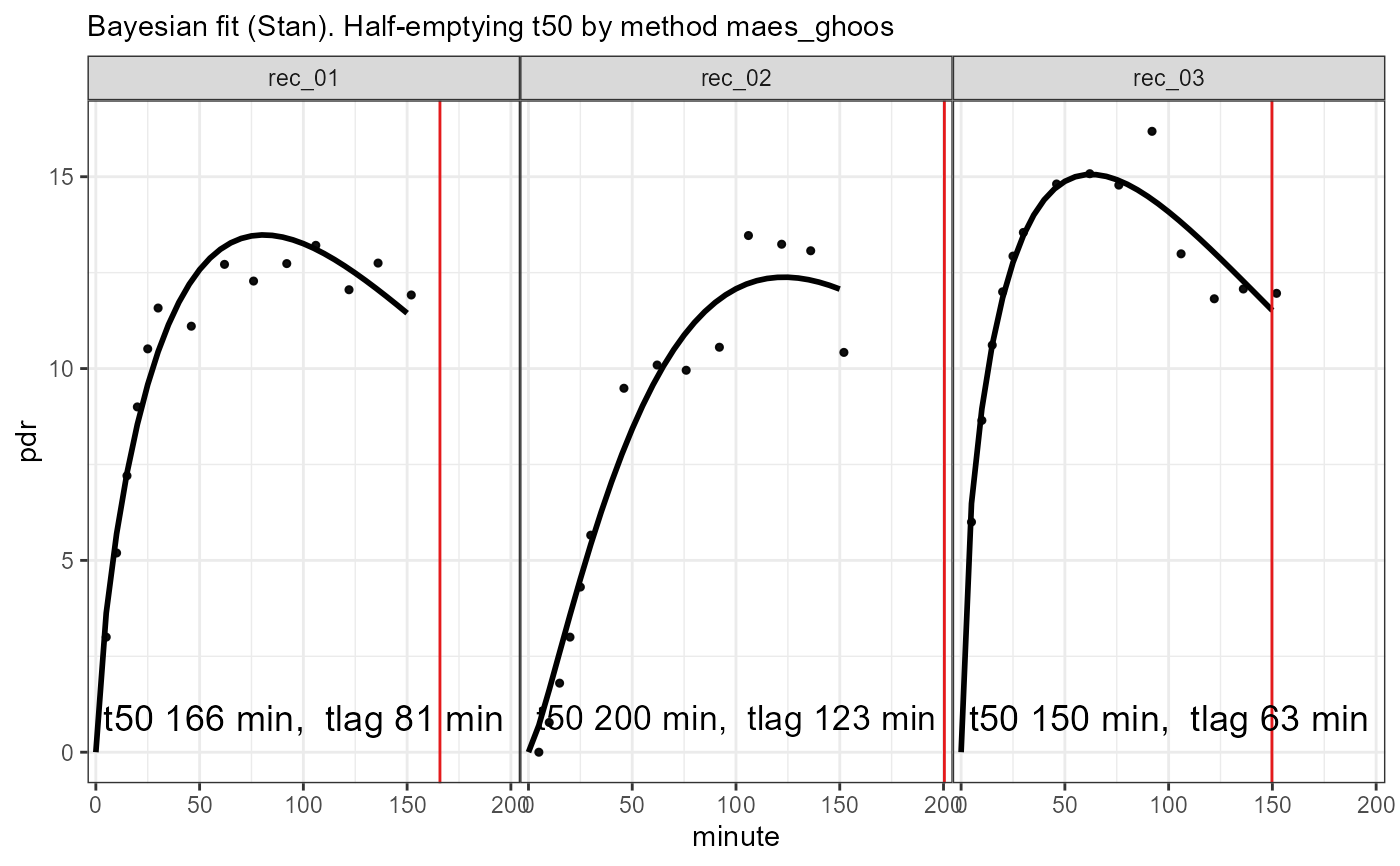 Bayesian fit (Stan). Half-emptying t50 by method maes_ghoos
rec_01 rec_02 rec_03
15
10
5
0
pdr
t50 166 min, tlag 81 min t50 200 min, tlag 123 min t50 150 min, tlag 63 min
0 50 100 150 200 0 50 100 150 200 0 50 100 150 200
minute